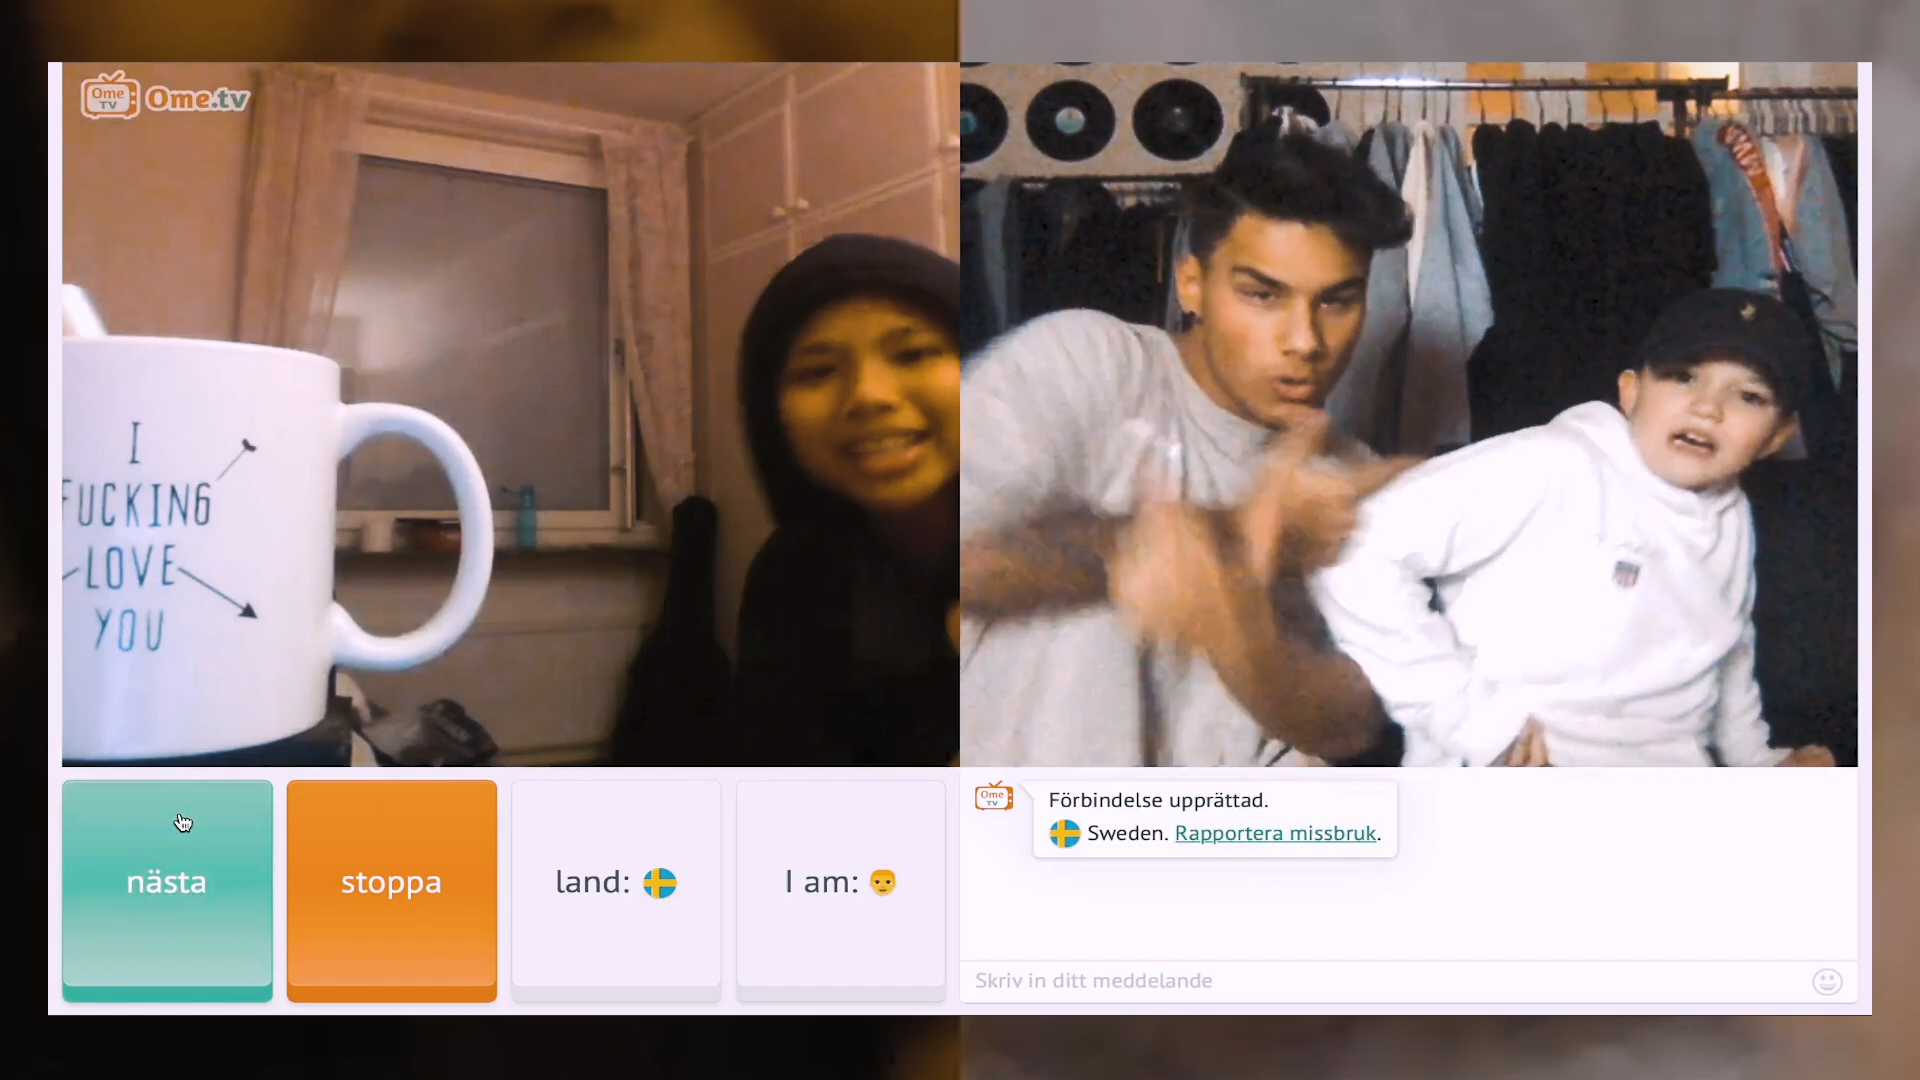 Ome TV Ome.tv
I
FUCKING
LOVE
YOU
nästa
stoppa
land:
I am:
Ome TV
Förbindelse upprättad.
Sweden. Rapportera missbruk.
Skriv in ditt meddelande